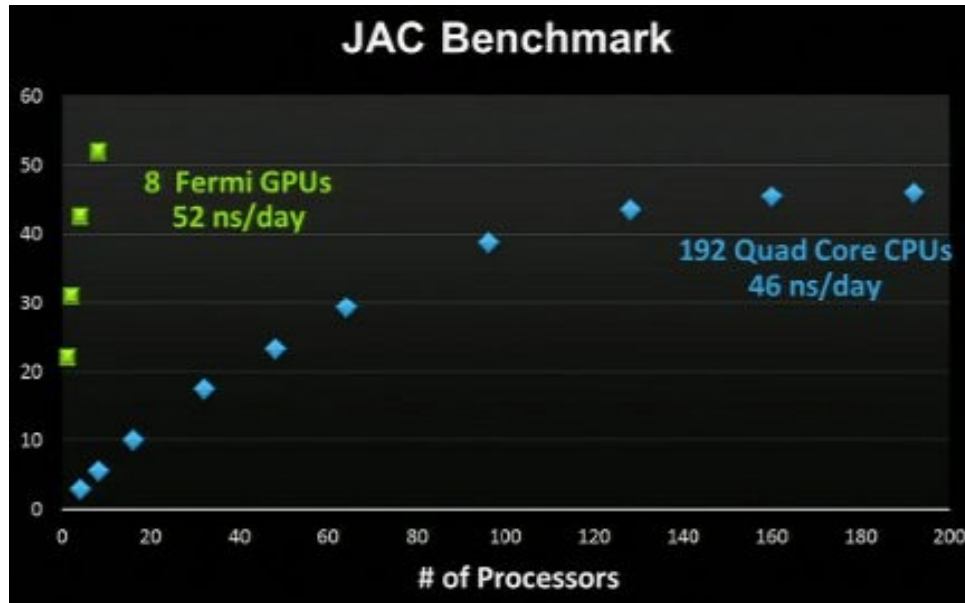 JAC Benchmark
60
50
40
30
20
10
0
8 Fermi GPUs
52 ns/day
192 Quad Core CPUs
46 ns/day
0 20 40 60 80 100 120 140 160 180 200
# of Processors